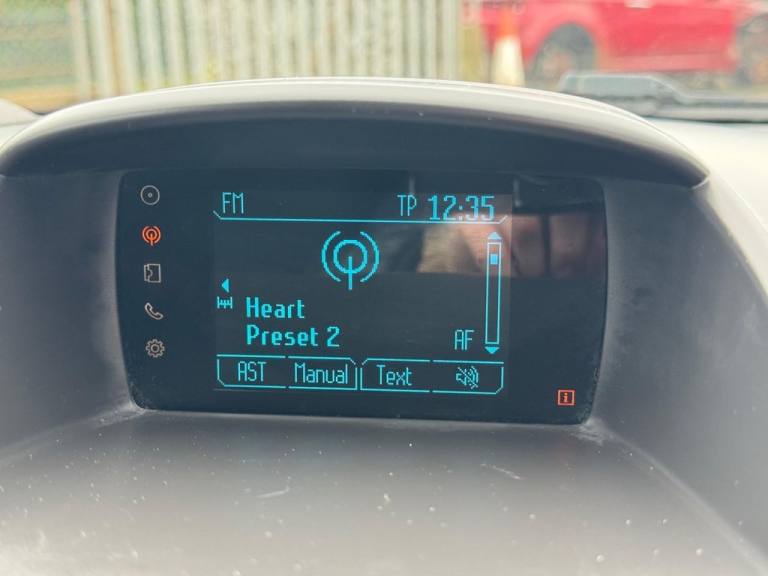 FM TP 12:35
Heart
Preset 2 AF
AST Manual Text
i